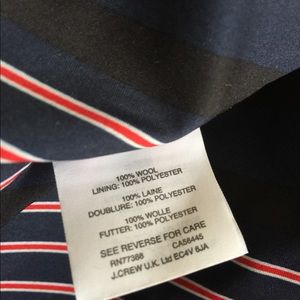 100% WOOL
LINING: 100% POLYESTER
100% LAINE
DOUBLURE: 100% POLYESTER
100% WOLLE
FUTTER: 100% POLYESTER
SEE REVERSE FOR CARE
RN77388 CA58445
J.CREW U.K. Ltd EC4V 6JA